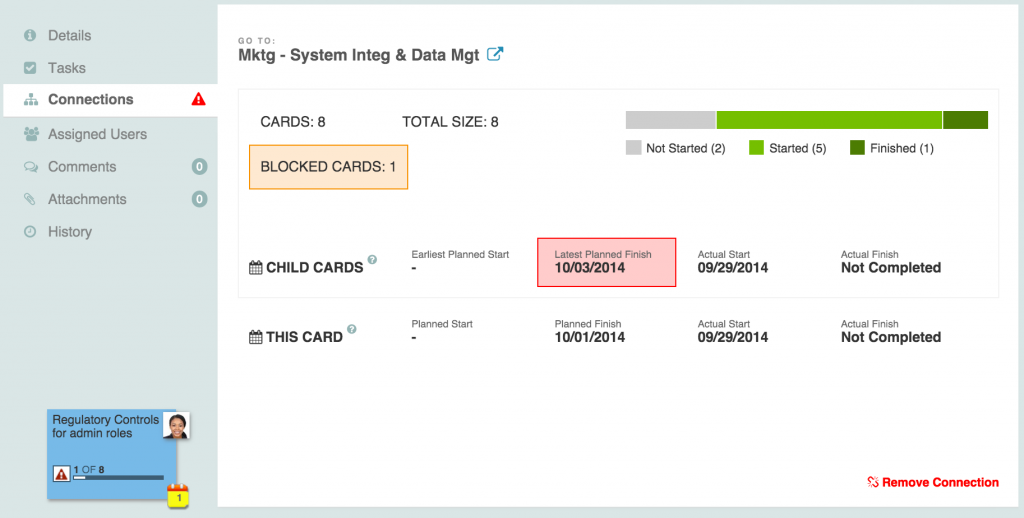 Details
Tasks
Connections
Assigned Users
Comments 0
Attachments 0
History
GO TO:
Mktg - System Integ & Data Mgt
CARDS: 8 TOTAL SIZE: 8
BLOCKED CARDS: 1
Not Started (2) Started (5) Finished (1)
CHILD CARDS ?
Earliest Planned Start Latest Planned Finish Actual Start Actual Finish
- 10/03/2014 09/29/2014 Not Completed
THIS CARD ?
Planned Start Planned Finish Actual Start Actual Finish
- 10/01/2014 09/29/2014 Not Completed
Regulatory Controls
for admin roles
1 OF 8
1
Remove Connection